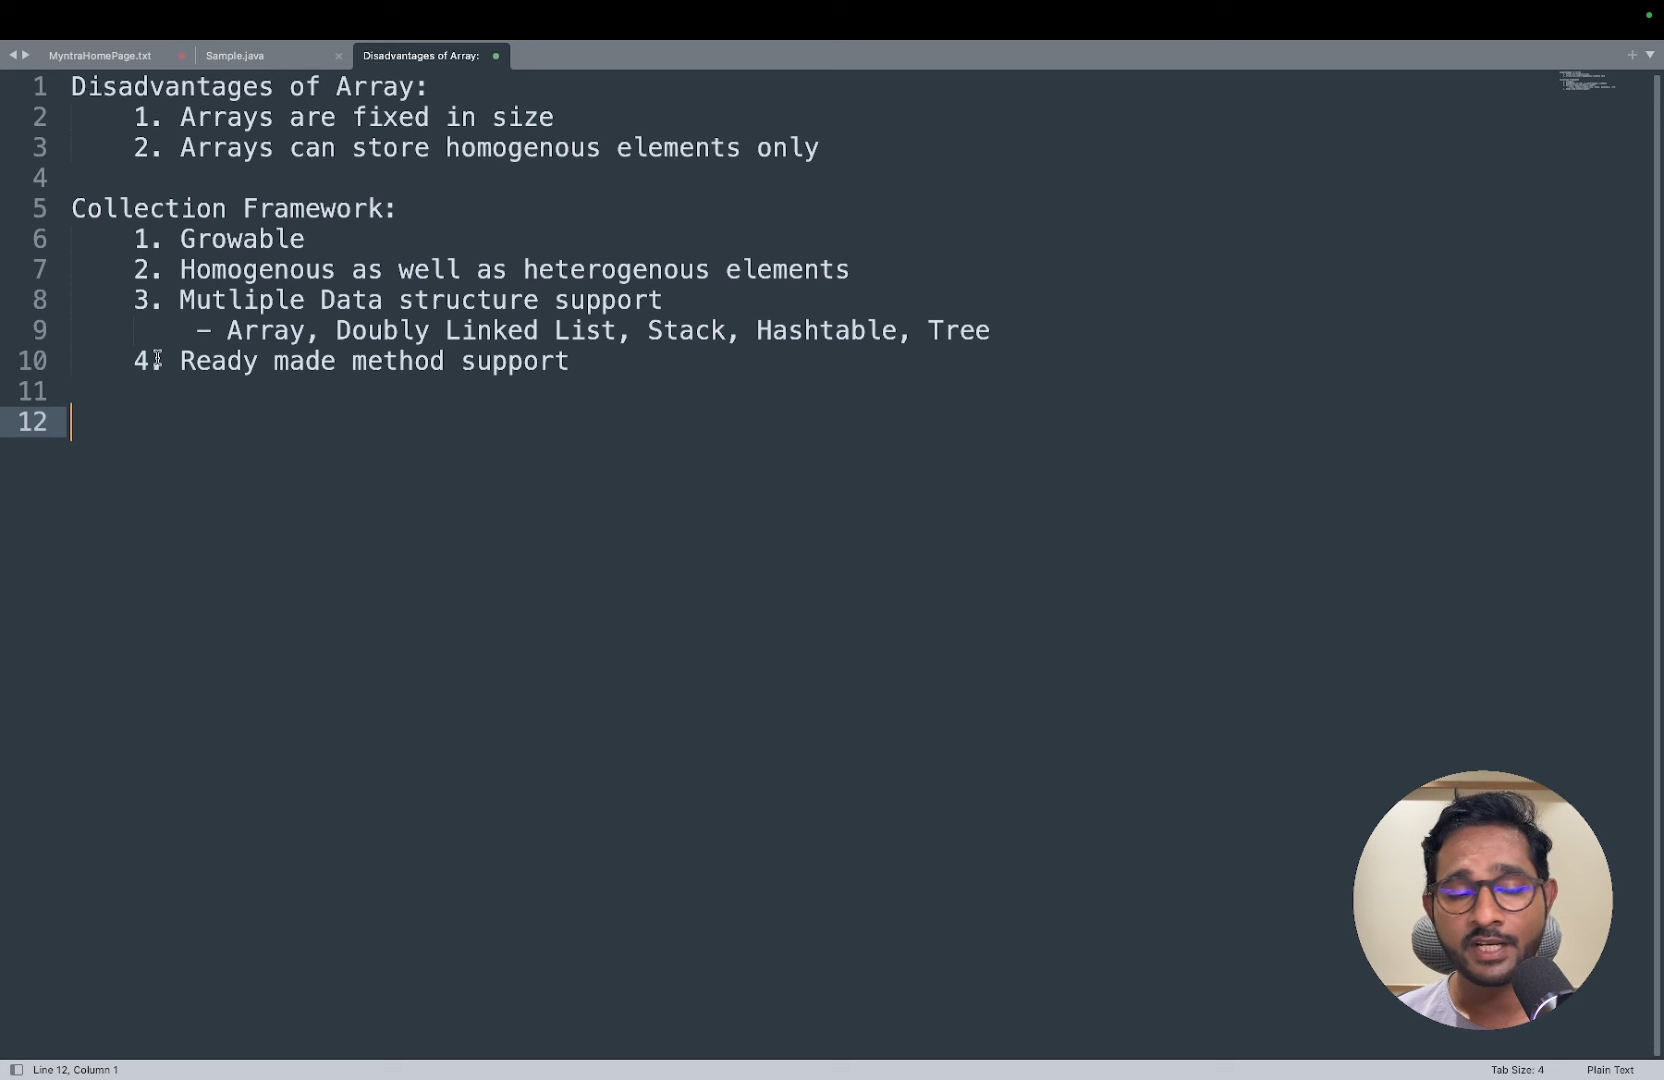 MyntraHomePage.txt
Sample.java
Disadvantages of Array:
1 Disadvantages of Array:
2 1. Arrays are fixed in size
3 2. Arrays can store homogenous elements only
4
5 Collection Framework:
6 1. Growable
7 2. Homogenous as well as heterogenous elements
8 3. Mutliple Data structure support
9 - Array, Doubly Linked List, Stack, Hashtable, Tree
10 4. Ready made method support
11
12
Line 12, Column 1
Tab Size: 4
Plain Text